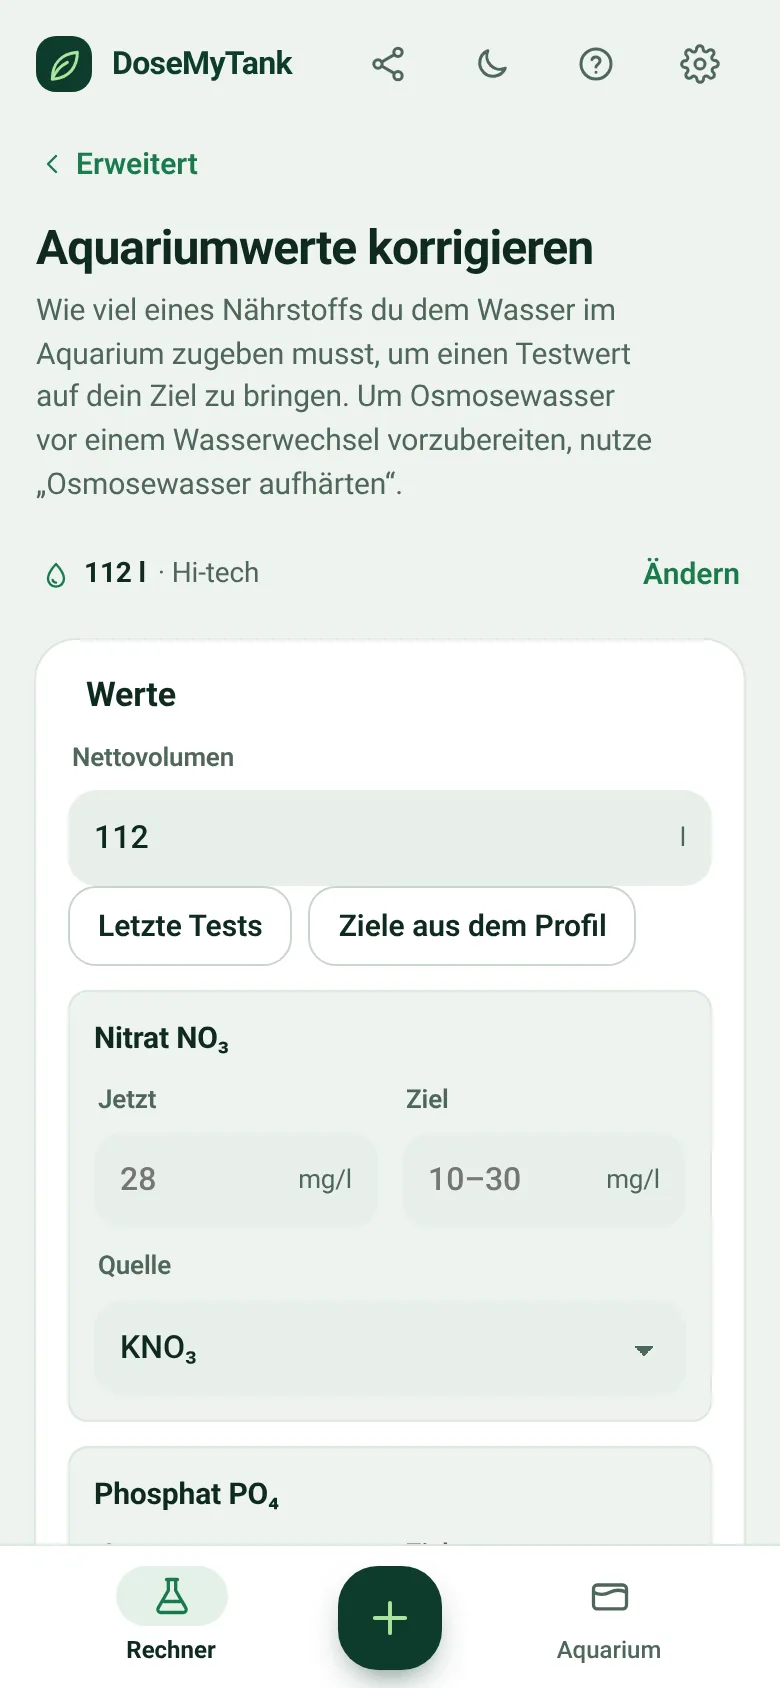 DoseMyTank
Erweitert
Aquariumwerte korrigieren
Wie viel eines Nährstoffs du dem Wasser im
Aquarium zugeben musst, um einen Testwert
auf dein Ziel zu bringen. Um Osmosewasser
vor einem Wasserwechsel vorzubereiten, nutze
„Osmosewasser aufhärten“.
112 l · Hi-tech
Ändern
Werte
Nettovolumen
112 l
Letzte Tests
Ziele aus dem Profil
Nitrat NO₃
Jetzt
Ziel
28 mg/l
10–30 mg/l
Quelle
KNO₃
Phosphat PO₄
Rechner
Aquarium